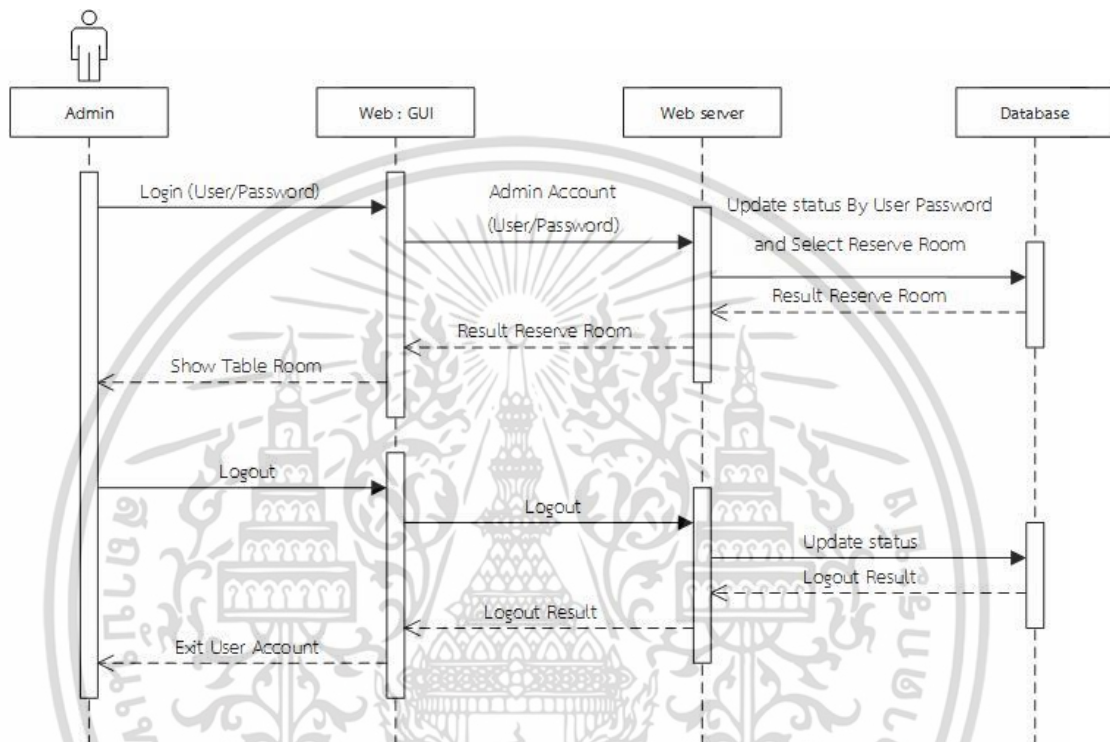 Admin
Web : GUI
Web server
Database
Login (User/Password)
Admin Account
(User/Password)
Update status By User Password
and Select Reserve Room
Result Reserve Room
Result Reserve Room
Show Table Room
Logout
Logout
Update status
Logout Result
Logout Result
Exit User Account